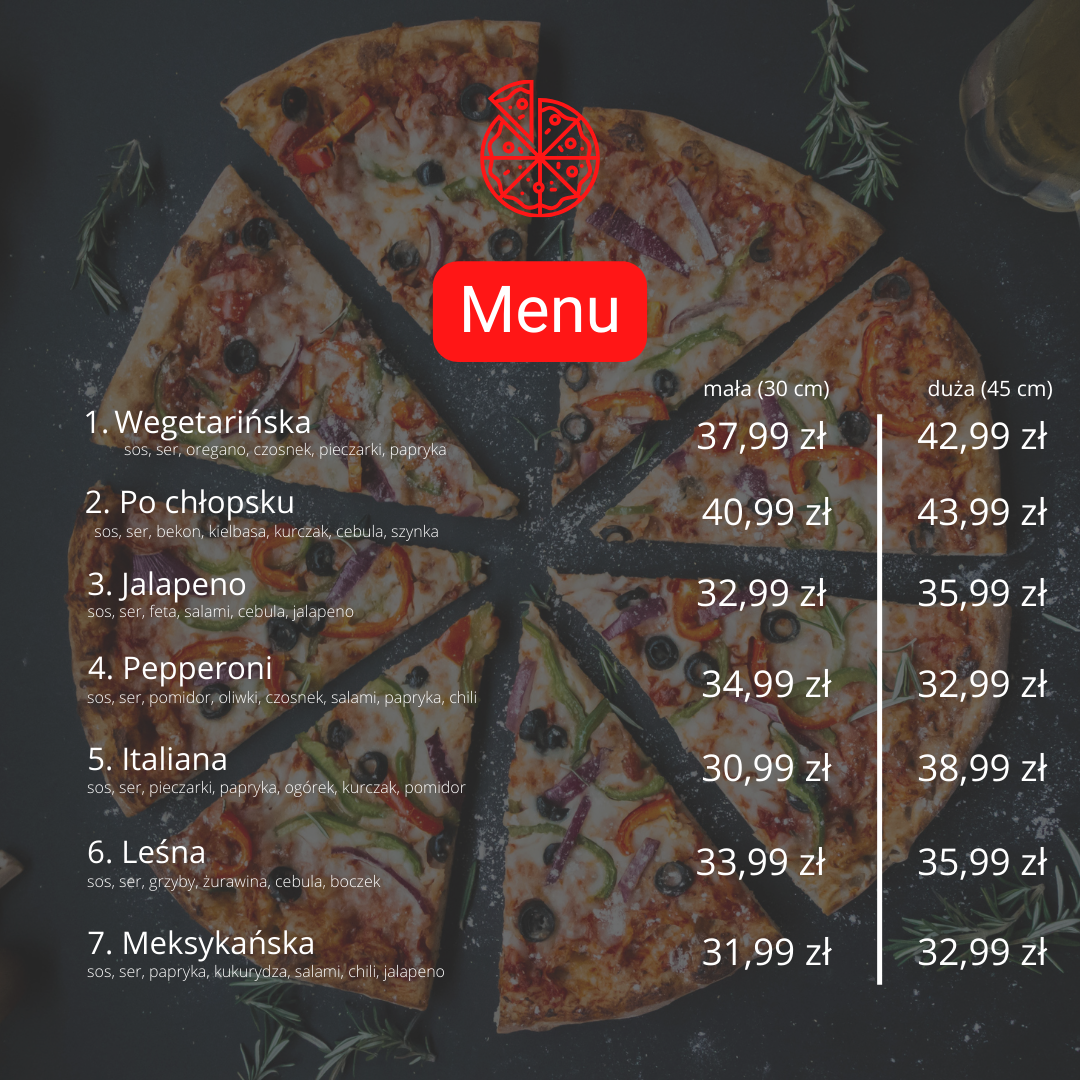 Menu
mała (30 cm) duża (45 cm)
1. Wegetarińska 37,99 zł 42,99 zł
sos, ser, oregano, czosnek, pieczarki, papryka
2. Po chłopsku 40,99 zł 43,99 zł
sos, ser, bekon, kielbasa, kurczak, cebula, szynka
3. Jalapeno 32,99 zł 35,99 zł
sos, ser, feta, salami, cebula, jalapeno
4. Pepperoni 34,99 zł 32,99 zł
sos, ser, pomidor, oliwki, czosnek, salami, papryka, chili
5. Italiana 30,99 zł 38,99 zł
sos, ser, pieczarki, papryka, ogórek, kurczak, pomidor
6. Leśna 33,99 zł 35,99 zł
sos, ser, grzyby, żurawina, cebula, boczek
7. Meksykańska 31,99 zł 32,99 zł
sos, ser, papryka, kukurydza, salami, chili, jalapeno